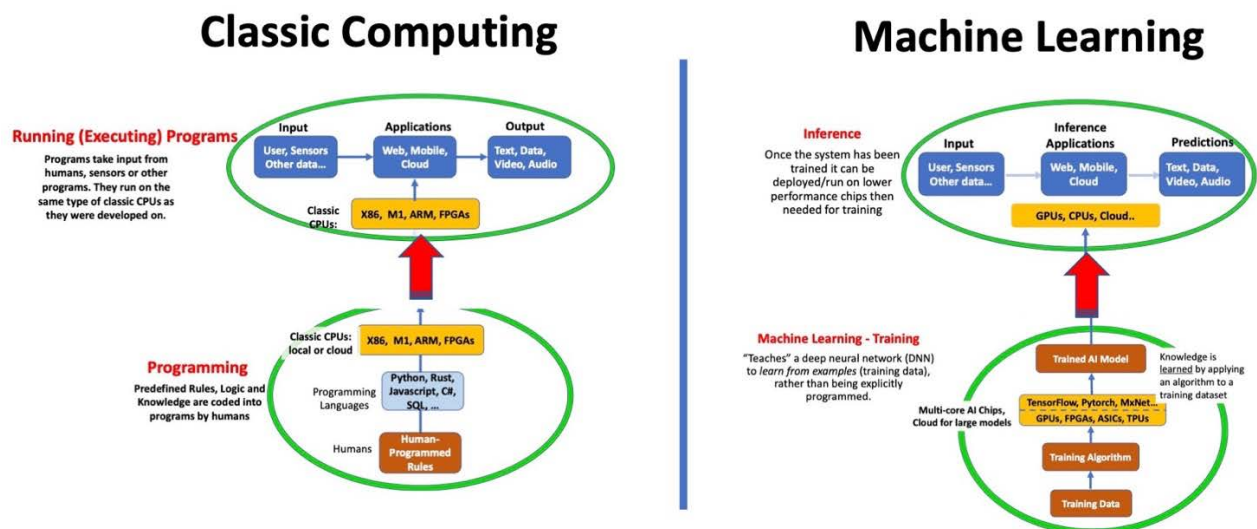 Classic Computing
Running (Executing) Programs
Programs take input from
humans, sensors or other
programs. They run on the
same type of classic CPUs as
they were developed on.
Input
Applications
Output
User, Sensors
Other data...
Web, Mobile,
Cloud
Text, Data,
Video, Audio
Classic
CPUs:
X86, M1, ARM, FPGAs
Programming
Predefined Rules, Logic and
Knowledge are coded into
programs by humans
Classic CPUs:
local or cloud
X86, M1, ARM, FPGAs
Programming
Languages
Python, Rust,
Javascript, C#,
SQL, ...
Humans
Human-
Programmed
Rules
Machine Learning
Inference
Once the system has been
trained it can be
deployed/run on lower
performance chips then
needed for training
Input
Inference
Applications
Predictions
User, Sensors
Other data...
Web, Mobile,
Cloud
Text, Data,
Video, Audio
GPUs, CPUs, Cloud..
Machine Learning - Training
"Teaches" a deep neural network (DNN)
to learn from examples (training data),
rather than being explicitly
programmed.
Trained AI Model
Knowledge is
learned by applying
an algorithm to a
training dataset
Multi-core AI Chips,
Cloud for large models
TensorFlow, Pytorch, MxNet...
GPUs, FPGAs, ASICs, TPUs
Training Algorithm
Training Data